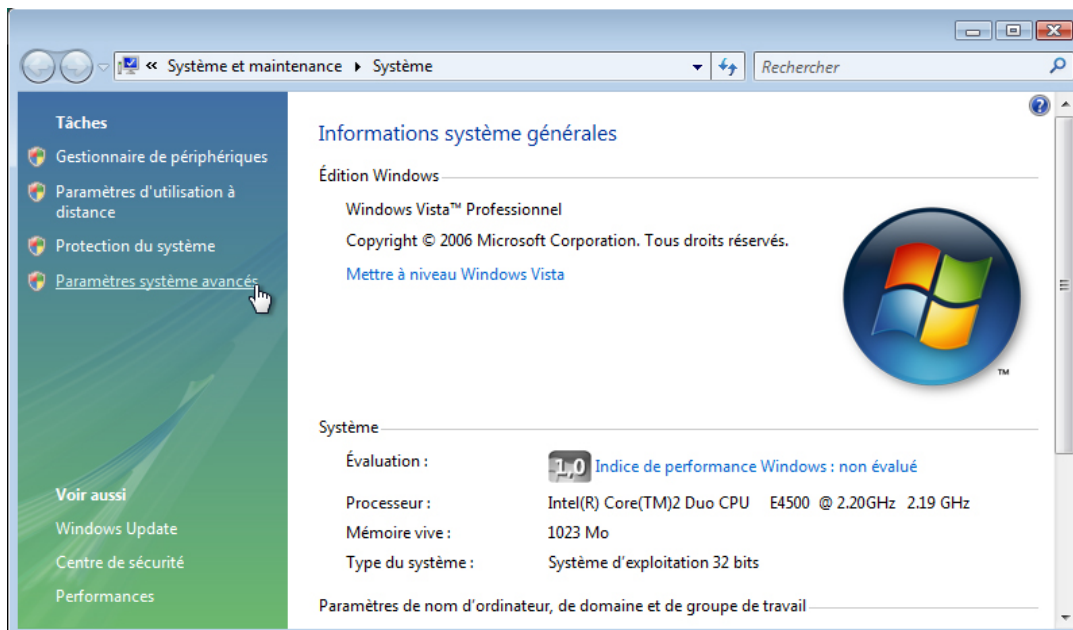 « Système et maintenance ▸ Système
Rechercher
Tâches
Gestionnaire de périphériques
Paramètres d'utilisation à
distance
Protection du système
Paramètres système avancés
Voir aussi
Windows Update
Centre de sécurité
Performances
Informations système générales
Édition Windows
Windows Vista™ Professionnel
Copyright © 2006 Microsoft Corporation. Tous droits réservés.
Mettre à niveau Windows Vista
TM
Système
Évaluation :
1,0 Indice de performance Windows : non évalué
Processeur : Intel(R) Core(TM)2 Duo CPU E4500 @ 2.20GHz 2.19 GHz
Mémoire vive : 1023 Mo
Type du système : Système d'exploitation 32 bits
Paramètres de nom d'ordinateur, de domaine et de groupe de travail